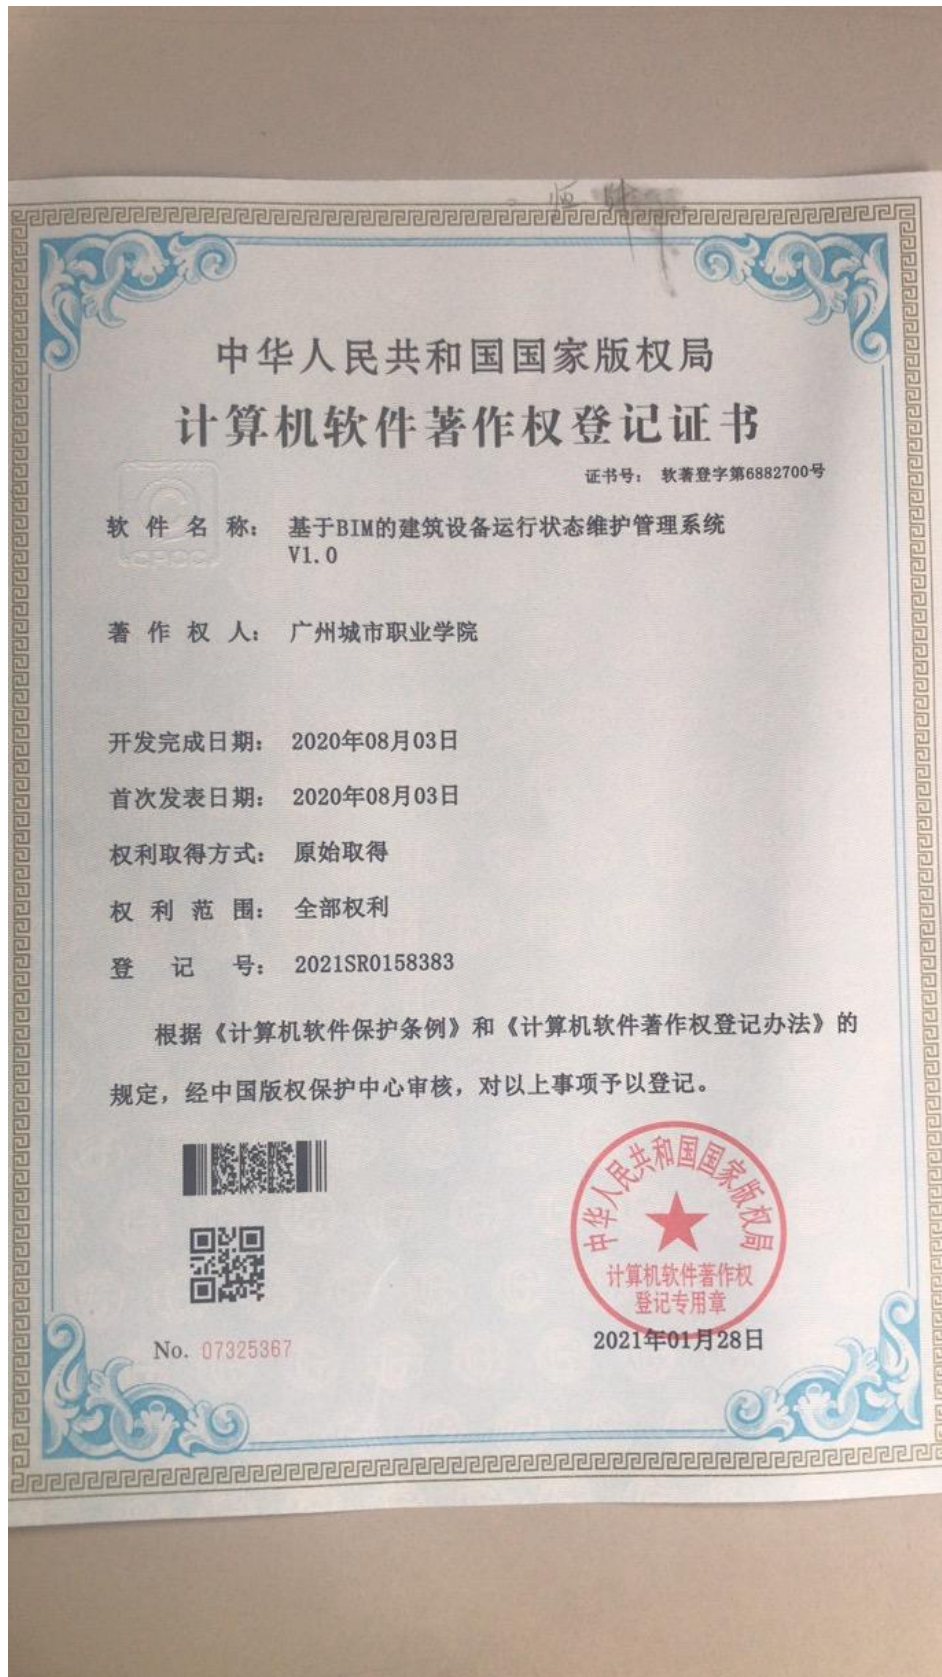 中华人民共和国国家版权局
计算机软件著作权登记证书
证书号： 软著登字第6882700号
软件名称： 基于BIM的建筑设备运行状态维护管理系统
V1.0
著作权人： 广州城市职业学院
开发完成日期： 2020年08月03日
首次发表日期： 2020年08月03日
权利取得方式： 原始取得
权利范围： 全部权利
登记号： 2021SR0158383
根据《计算机软件保护条例》和《计算机软件著作权登记办法》的
规定，经中国版权保护中心审核，对以上事项予以登记。
中华人民共和国国家版权局
计算机软件著作权
登记专用章
No. 07325367
2021年01月28日